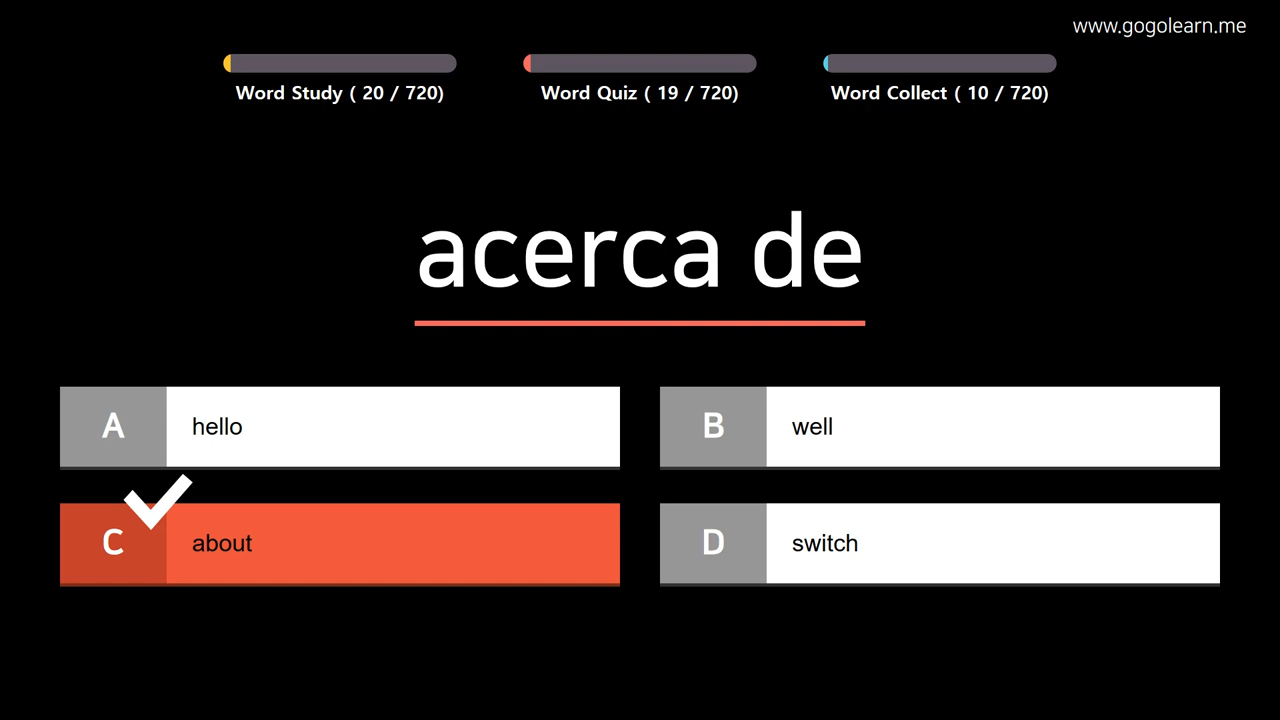 www.gogolearn.me
Word Study ( 20 / 720)
Word Quiz ( 19 / 720)
Word Collect ( 10 / 720)
acerca de
A hello
B well
C about
D switch